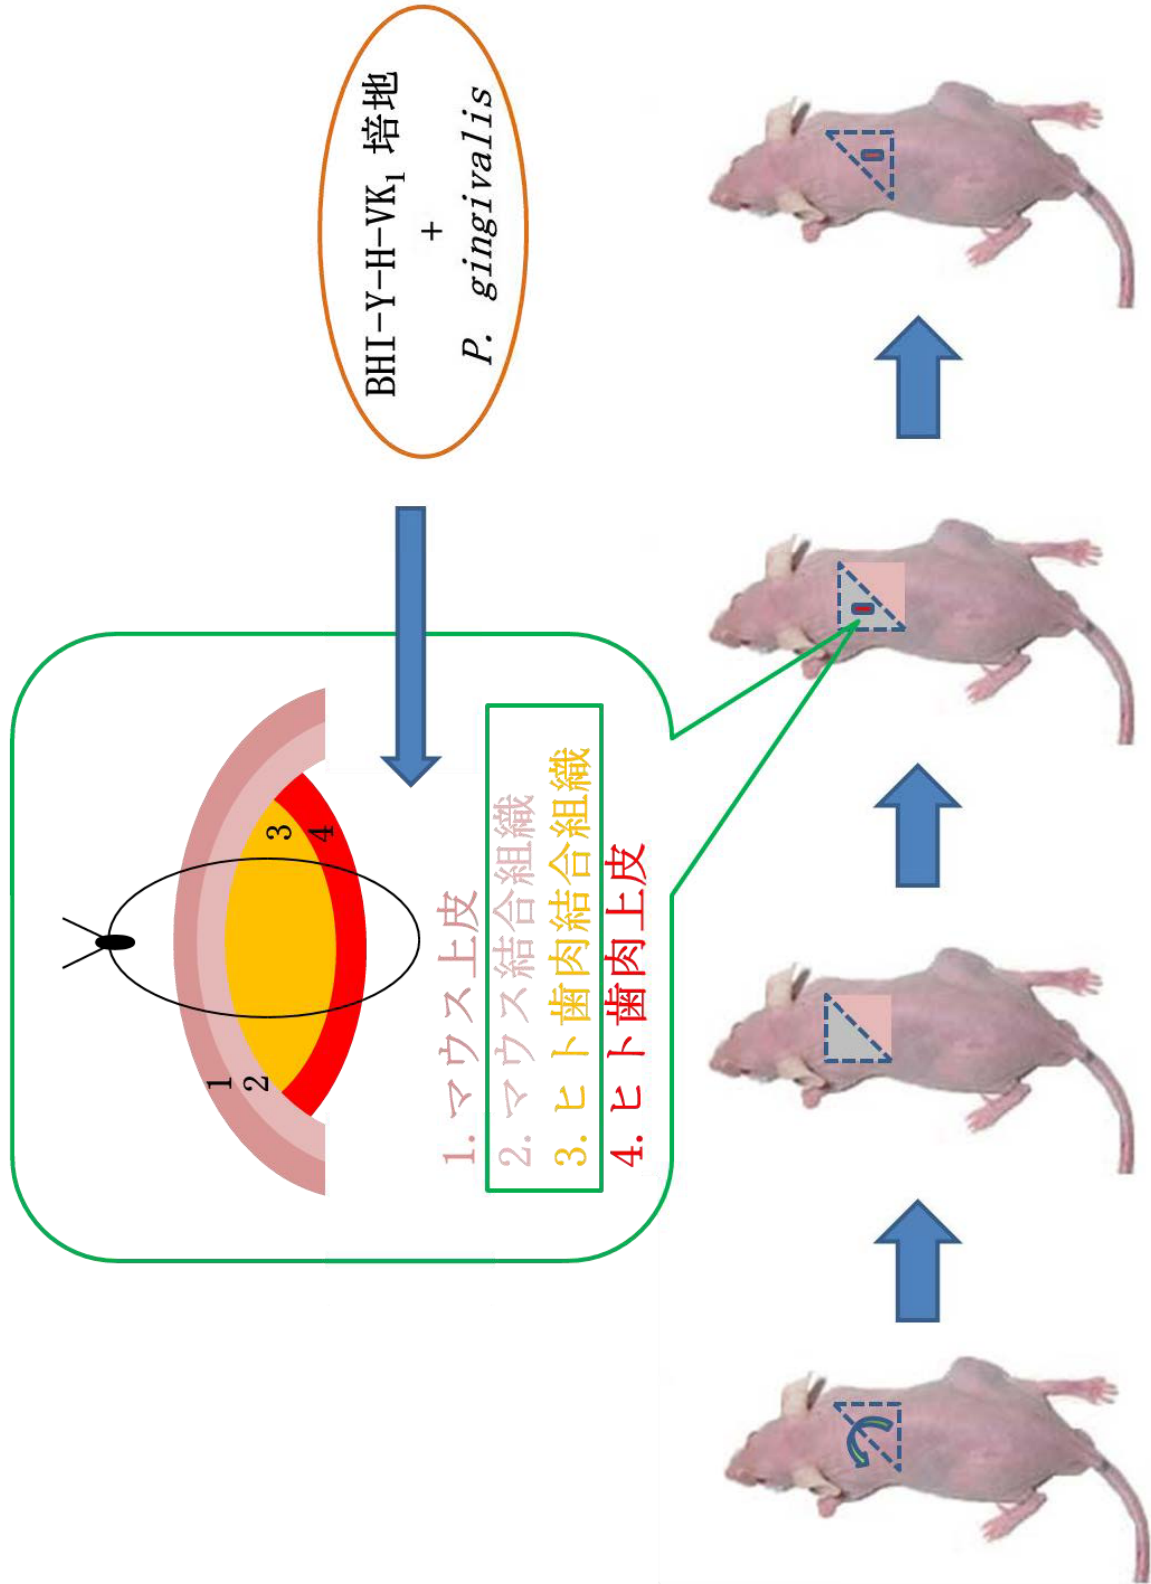 BHI-Y-H-VK₁ 培地
+
P. gingivalis
1
2
3
4
1. マウス上皮
2. マウス結合組織
3. ヒト歯肉結合組織
4. ヒト歯肉上皮